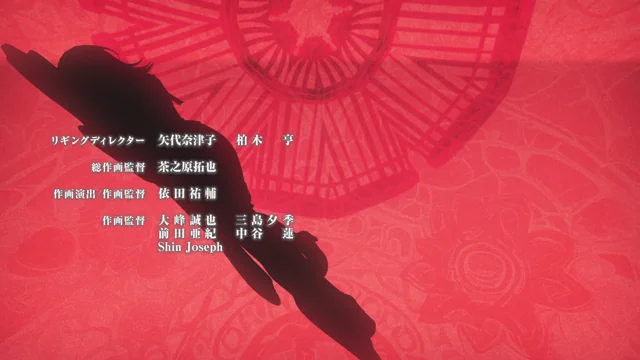 リギングディレクター 矢代奈津子 柏木 亨
総作画監督 茶之原拓也
作画演出/作画監督 依田祐輔
作画監督 大峰誠也 三島夕季
前田亜紀 中谷 蓮
Shin Joseph